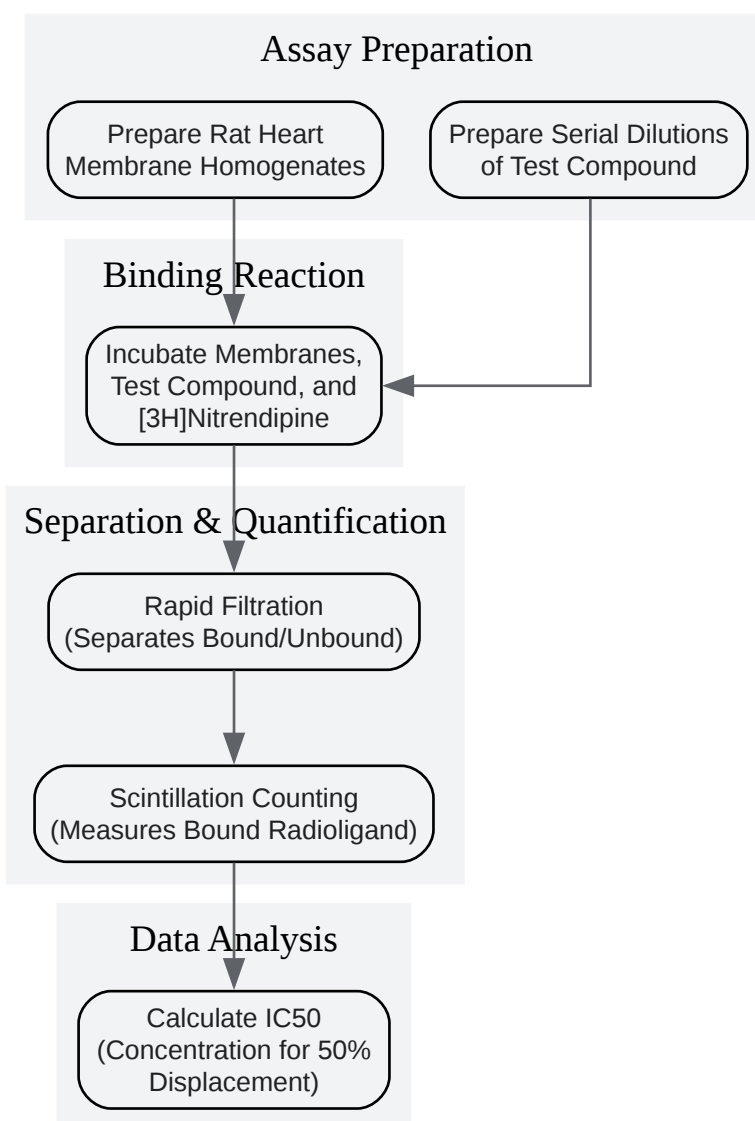 Assay Preparation
Prepare Rat Heart
Membrane Homogenates
Prepare Serial Dilutions
of Test Compound
Binding Reaction
Incubate Membranes,
Test Compound, and
[3H]Nitrendipine
Separation & Quantification
Rapid Filtration
(Separates Bound/Unbound)
Scintillation Counting
(Measures Bound Radioligand)
Data Analysis
Calculate IC50
(Concentration for 50%
Displacement)